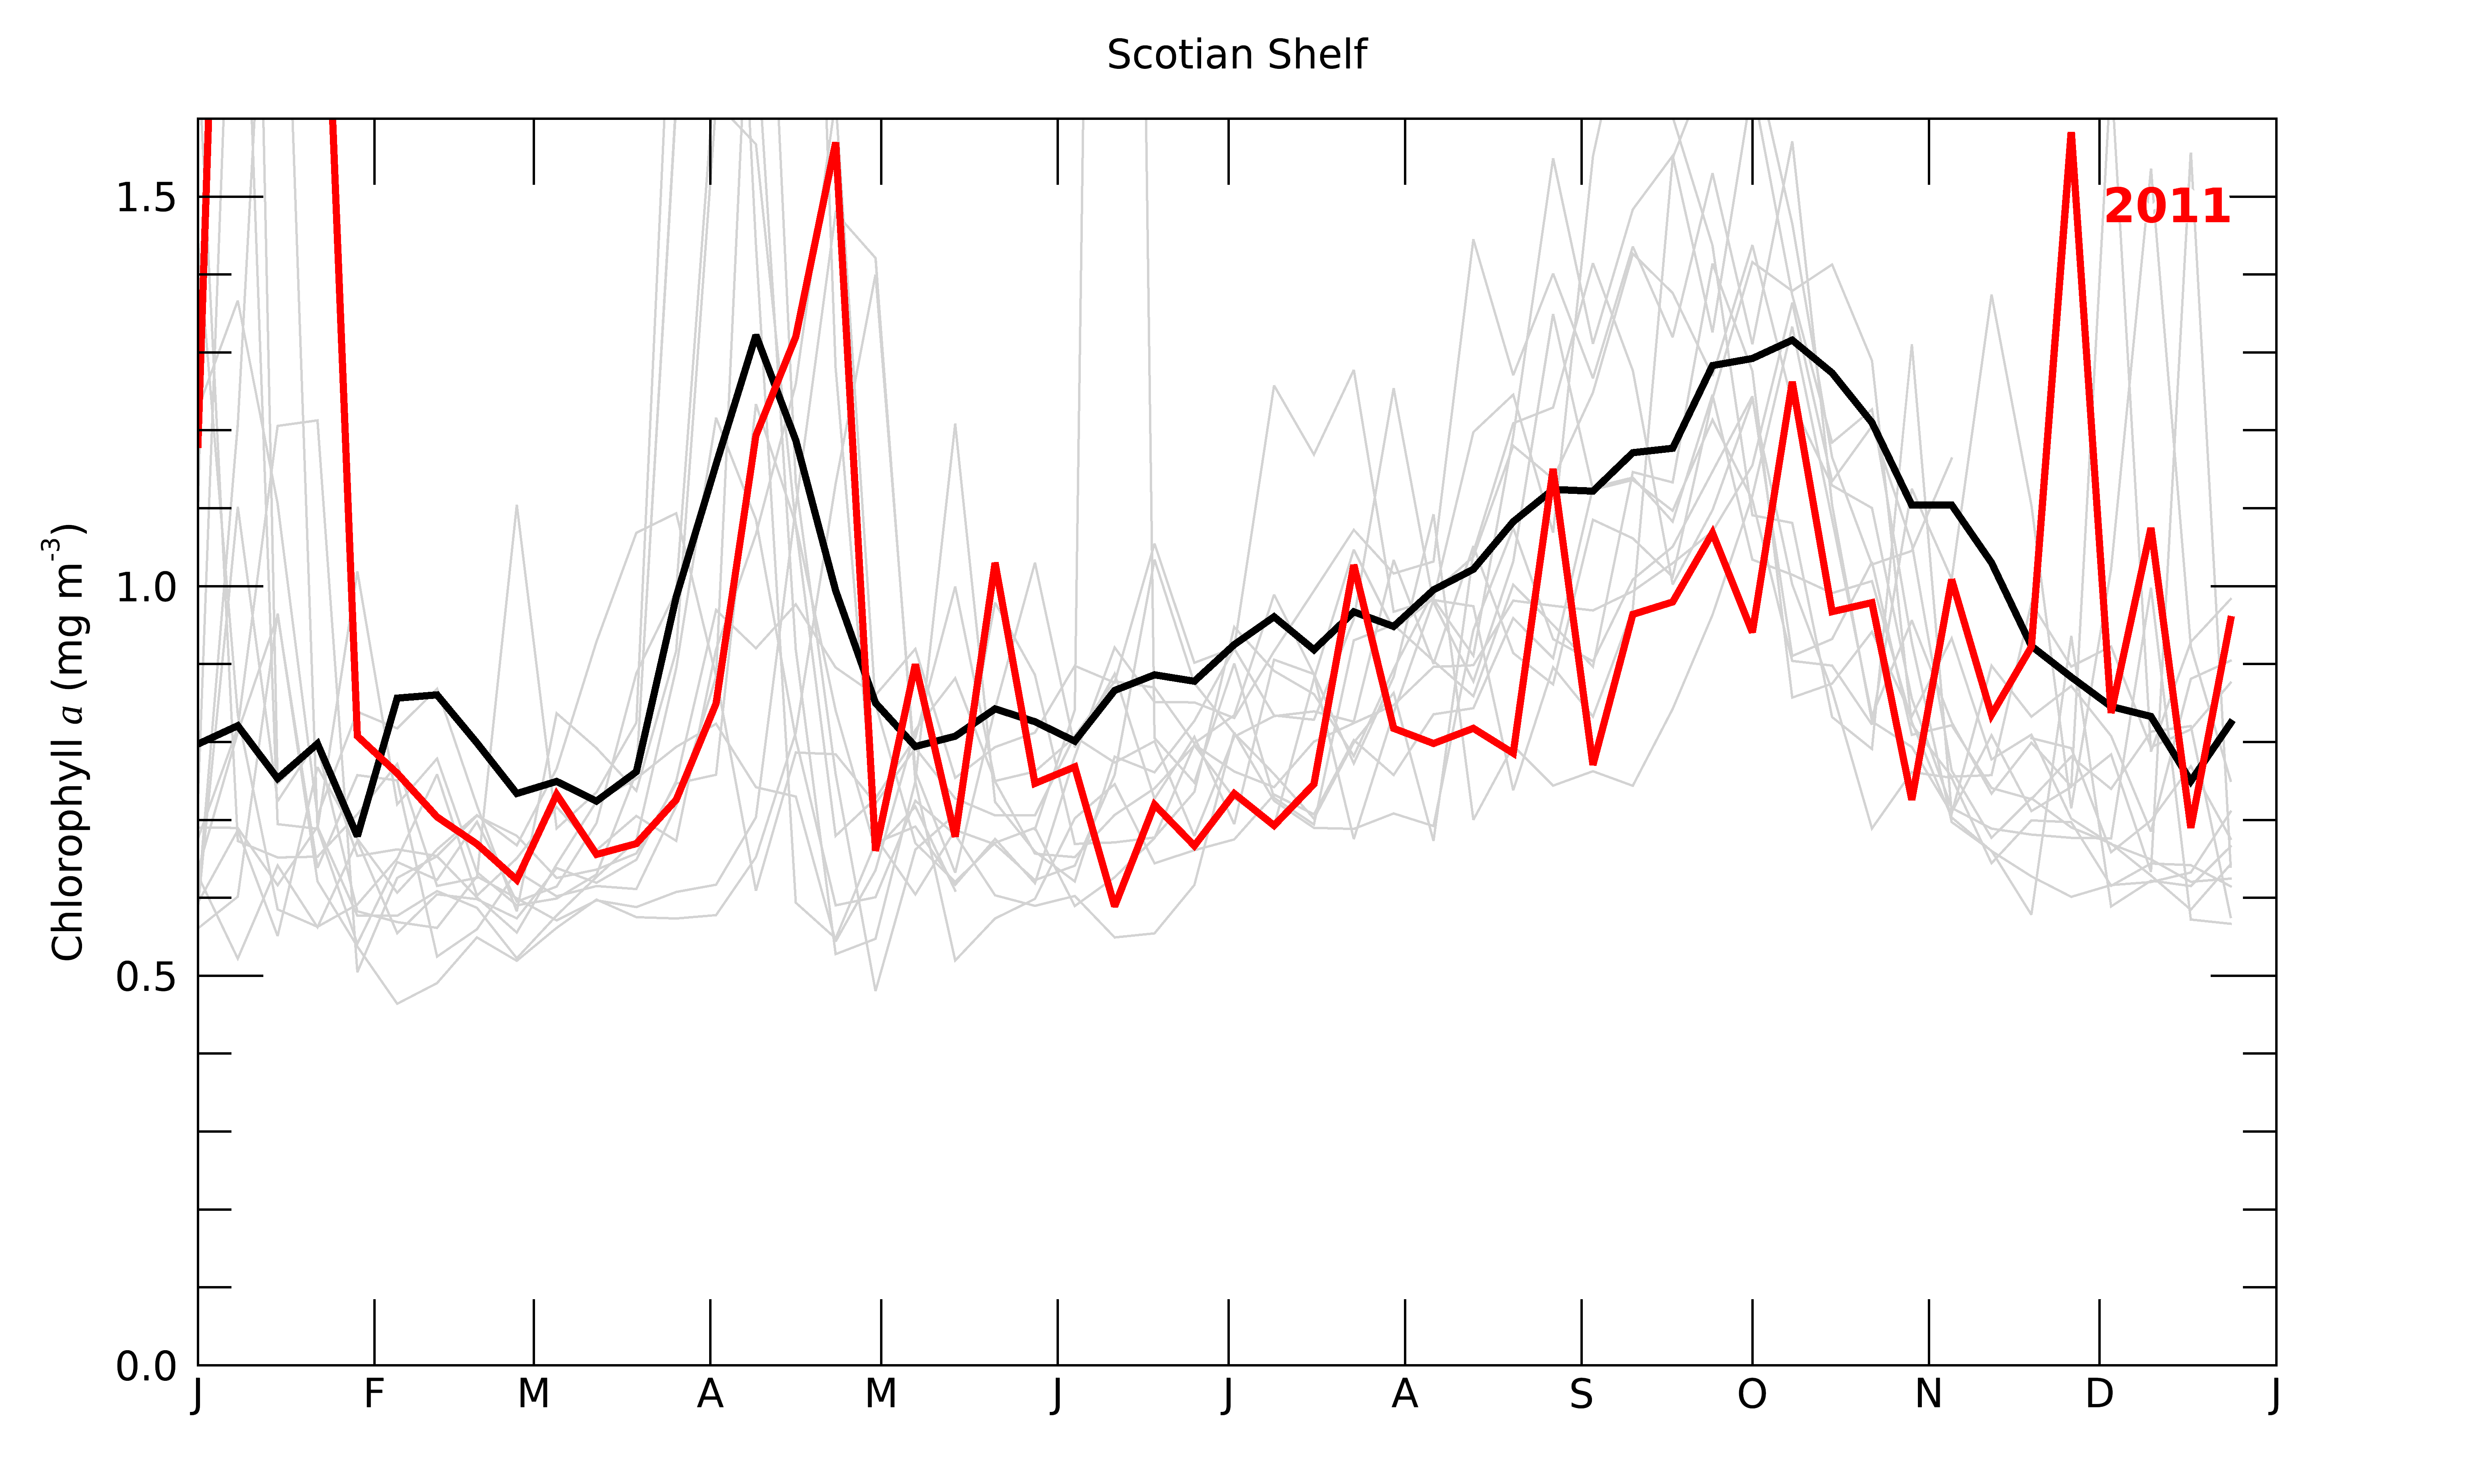 Scotian Shelf
Chlorophyll a (mg m⁻³)
1.5
1.0
0.5
0.0
2011
J F M A M J J A S O N D J